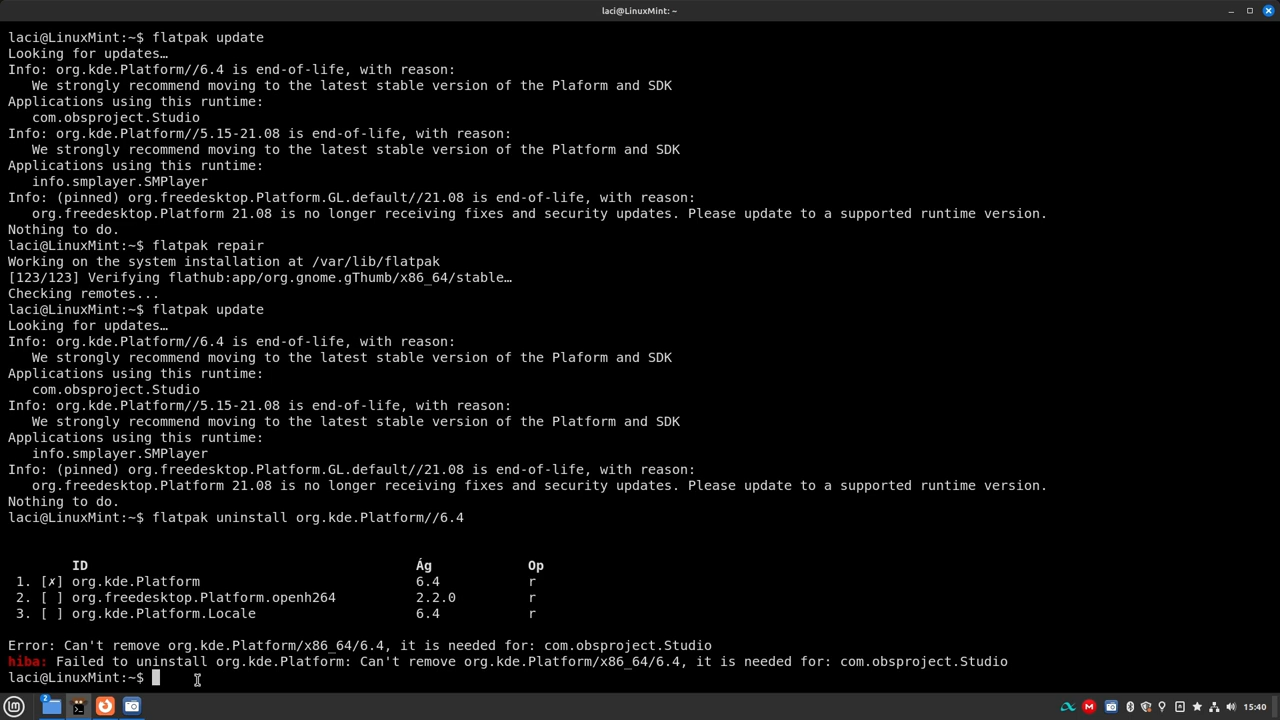 laci@LinuxMint: ~
laci@LinuxMint:~$ flatpak update
Looking for updates…
Info: org.kde.Platform//6.4 is end-of-life, with reason:
   We strongly recommend moving to the latest stable version of the Plaform and SDK
Applications using this runtime:
   com.obsproject.Studio
Info: org.kde.Platform//5.15-21.08 is end-of-life, with reason:
   We strongly recommend moving to the latest stable version of the Platform and SDK
Applications using this runtime:
   info.smplayer.SMPlayer
Info: (pinned) org.freedesktop.Platform.GL.default//21.08 is end-of-life, with reason:
   org.freedesktop.Platform 21.08 is no longer receiving fixes and security updates. Please update to a supported runtime version.
Nothing to do.
laci@LinuxMint:~$ flatpak repair
Working on the system installation at /var/lib/flatpak
[123/123] Verifying flathub:app/org.gnome.gThumb/x86_64/stable…
Checking remotes...
laci@LinuxMint:~$ flatpak update
Looking for updates…
Info: org.kde.Platform//6.4 is end-of-life, with reason:
   We strongly recommend moving to the latest stable version of the Plaform and SDK
Applications using this runtime:
   com.obsproject.Studio
Info: org.kde.Platform//5.15-21.08 is end-of-life, with reason:
   We strongly recommend moving to the latest stable version of the Platform and SDK
Applications using this runtime:
   info.smplayer.SMPlayer
Info: (pinned) org.freedesktop.Platform.GL.default//21.08 is end-of-life, with reason:
   org.freedesktop.Platform 21.08 is no longer receiving fixes and security updates. Please update to a supported runtime version.
Nothing to do.
laci@LinuxMint:~$ flatpak uninstall org.kde.Platform//6.4
ID Ág Op
1. [✗] org.kde.Platform 6.4 r
2. [ ] org.freedesktop.Platform.openh264 2.2.0 r
3. [ ] org.kde.Platform.Locale 6.4 r
Error: Can't remove org.kde.Platform/x86_64/6.4, it is needed for: com.obsproject.Studio
hiba: Failed to uninstall org.kde.Platform: Can't remove org.kde.Platform/x86_64/6.4, it is needed for: com.obsproject.Studio
laci@LinuxMint:~$
2
15:40